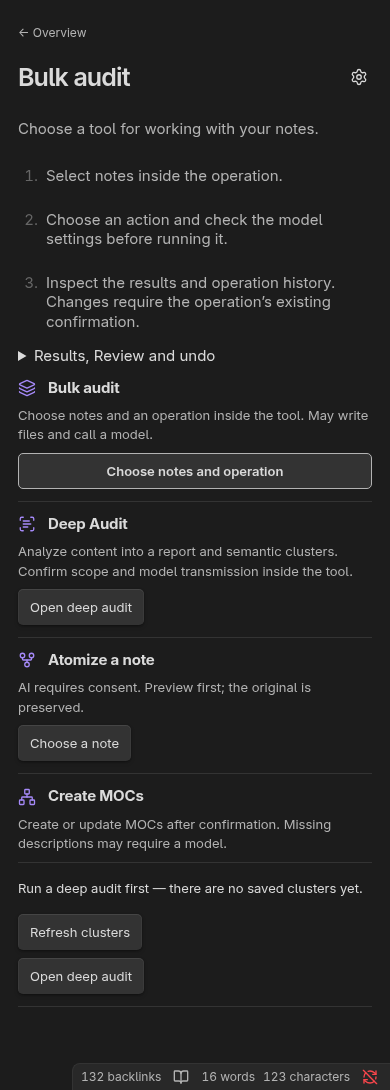 ← Overview
Bulk audit
Choose a tool for working with your notes.
1. Select notes inside the operation.
2. Choose an action and check the model
settings before running it.
3. Inspect the results and operation history.
Changes require the operation’s existing
confirmation.
Results, Review and undo
Bulk audit
Choose notes and an operation inside the tool. May write
files and call a model.
Choose notes and operation
Deep Audit
Analyze content into a report and semantic clusters.
Confirm scope and model transmission inside the tool.
Open deep audit
Atomize a note
AI requires consent. Preview first; the original is
preserved.
Choose a note
Create MOCs
Create or update MOCs after confirmation. Missing
descriptions may require a model.
Run a deep audit first — there are no saved clusters yet.
Refresh clusters
Open deep audit
132 backlinks 16 words 123 characters